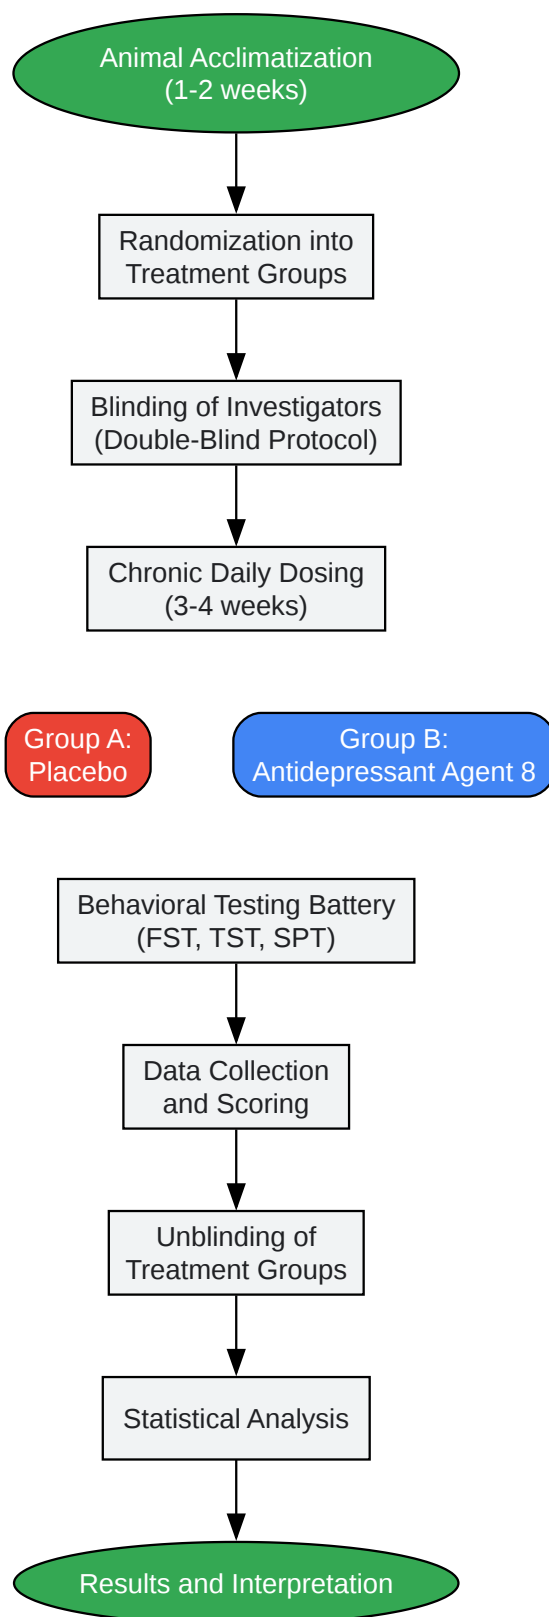 Animal Acclimatization
(1-2 weeks)
Randomization into
Treatment Groups
Blinding of Investigators
(Double-Blind Protocol)
Chronic Daily Dosing
(3-4 weeks)
Group A:
Placebo
Group B:
Antidepressant Agent 8
Behavioral Testing Battery
(FST, TST, SPT)
Data Collection
and Scoring
Unblinding of
Treatment Groups
Statistical Analysis
Results and Interpretation